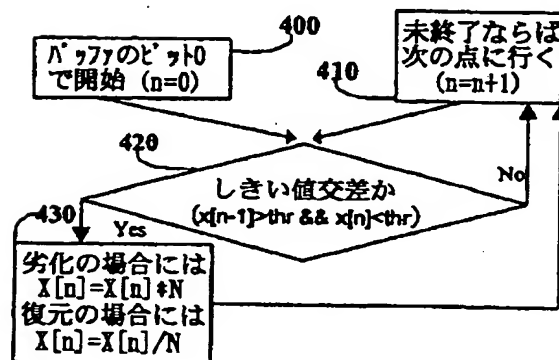 400
バッファのビット0
で開始 (n=0)
未終了ならば
次の点に行く
(n=n+1)
410
420
しきい値交差か
(x[n-1]>thr && x[n]<thr)
No
Yes
430
劣化の場合には
X[n]=X[n]*N
復元の場合には
X[n]=X[n]/N